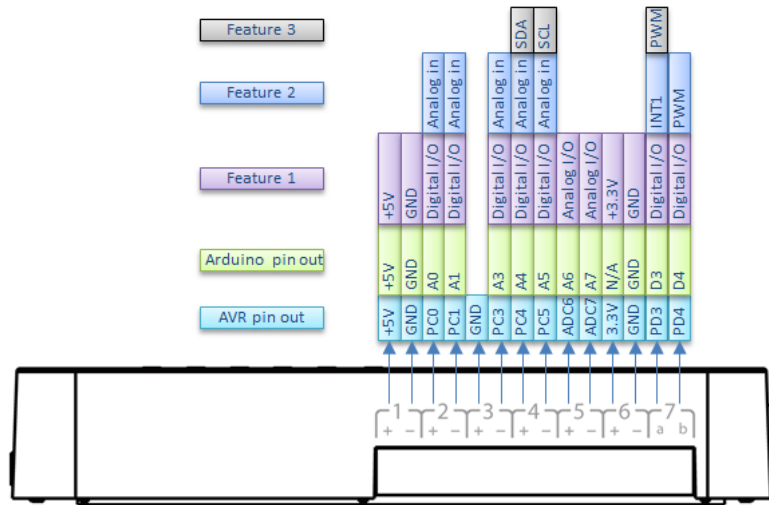 Feature 3
SDA
SCL
PWM
Feature 2
Analog in
Analog in
Analog in
Analog in
Analog in
INT1
PWM
Feature 1
+5V
GND
Digital I/O
Digital I/O
Digital I/O
Digital I/O
Digital I/O
Analog I/O
Analog I/O
+3.3V
GND
Digital I/O
Digital I/O
Arduino pin out
+5V
GND
A0
A1
A3
A4
A5
A6
A7
N/A
GND
D3
D4
AVR pin out
+5V
GND
PC0
PC1
GND
PC3
PC4
PC5
ADC6
ADC7
3.3V
GND
PD3
PD4
1 2 3 4 5 6 7
+ − + − + − + − + − + − a b